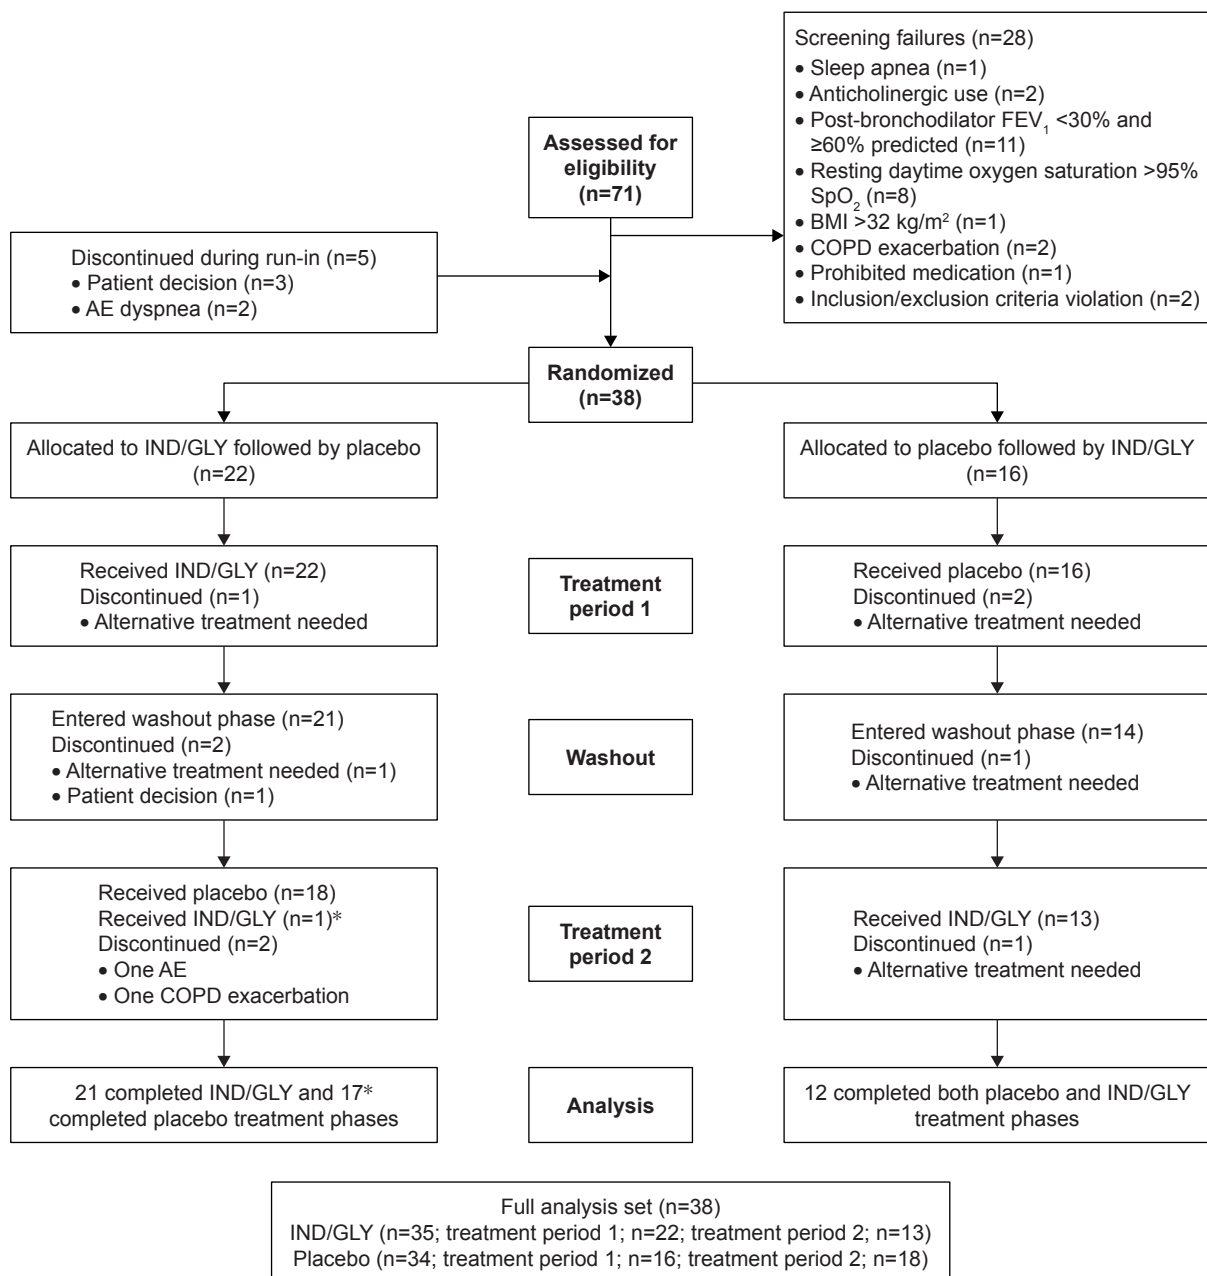 Assessed for
eligibility
(n=71)
Screening failures (n=28)
• Sleep apnea (n=1)
• Anticholinergic use (n=2)
• Post-bronchodilator FEV₁ <30% and
≥60% predicted (n=11)
• Resting daytime oxygen saturation >95%
SpO₂ (n=8)
• BMI >32 kg/m² (n=1)
• COPD exacerbation (n=2)
• Prohibited medication (n=1)
• Inclusion/exclusion criteria violation (n=2)
Discontinued during run-in (n=5)
• Patient decision (n=3)
• AE dyspnea (n=2)
Randomized
(n=38)
Allocated to IND/GLY followed by placebo
(n=22)
Allocated to placebo followed by IND/GLY
(n=16)
Received IND/GLY (n=22)
Discontinued (n=1)
• Alternative treatment needed
Treatment
period 1
Received placebo (n=16)
Discontinued (n=2)
• Alternative treatment needed
Entered washout phase (n=21)
Discontinued (n=2)
• Alternative treatment needed (n=1)
• Patient decision (n=1)
Washout
Entered washout phase (n=14)
Discontinued (n=1)
• Alternative treatment needed
Received placebo (n=18)
Received IND/GLY (n=1)*
Discontinued (n=2)
• One AE
• One COPD exacerbation
Treatment
period 2
Received IND/GLY (n=13)
Discontinued (n=1)
• Alternative treatment needed
21 completed IND/GLY and 17*
completed placebo treatment phases
Analysis
12 completed both placebo and IND/GLY
treatment phases
Full analysis set (n=38)
IND/GLY (n=35; treatment period 1; n=22; treatment period 2; n=13)
Placebo (n=34; treatment period 1; n=16; treatment period 2; n=18)